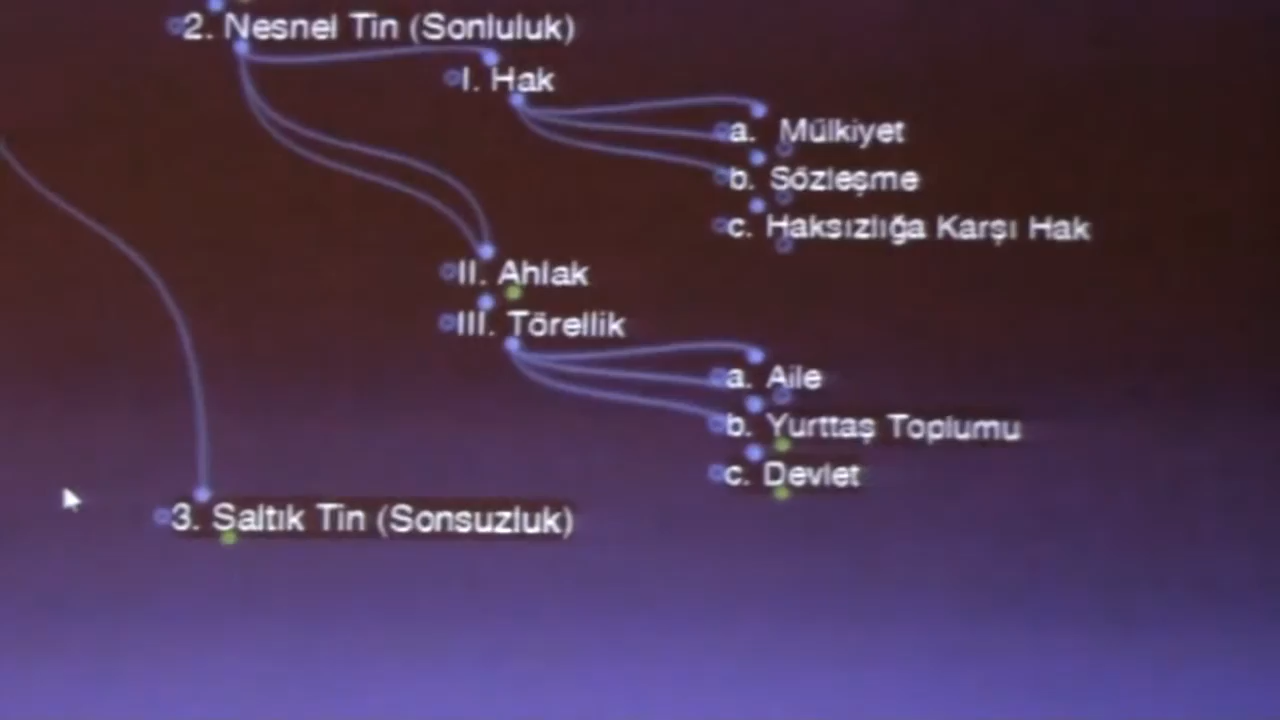 2. Nesnel Tin (Sonluluk)
I. Hak
a. Mülkiyet
b. Sözleşme
c. Haksızlığa Karşı Hak
II. Ahlak
III. Törellik
a. Aile
b. Yurttaş Toplumu
c. Devlet
3. Saltık Tin (Sonsuzluk)